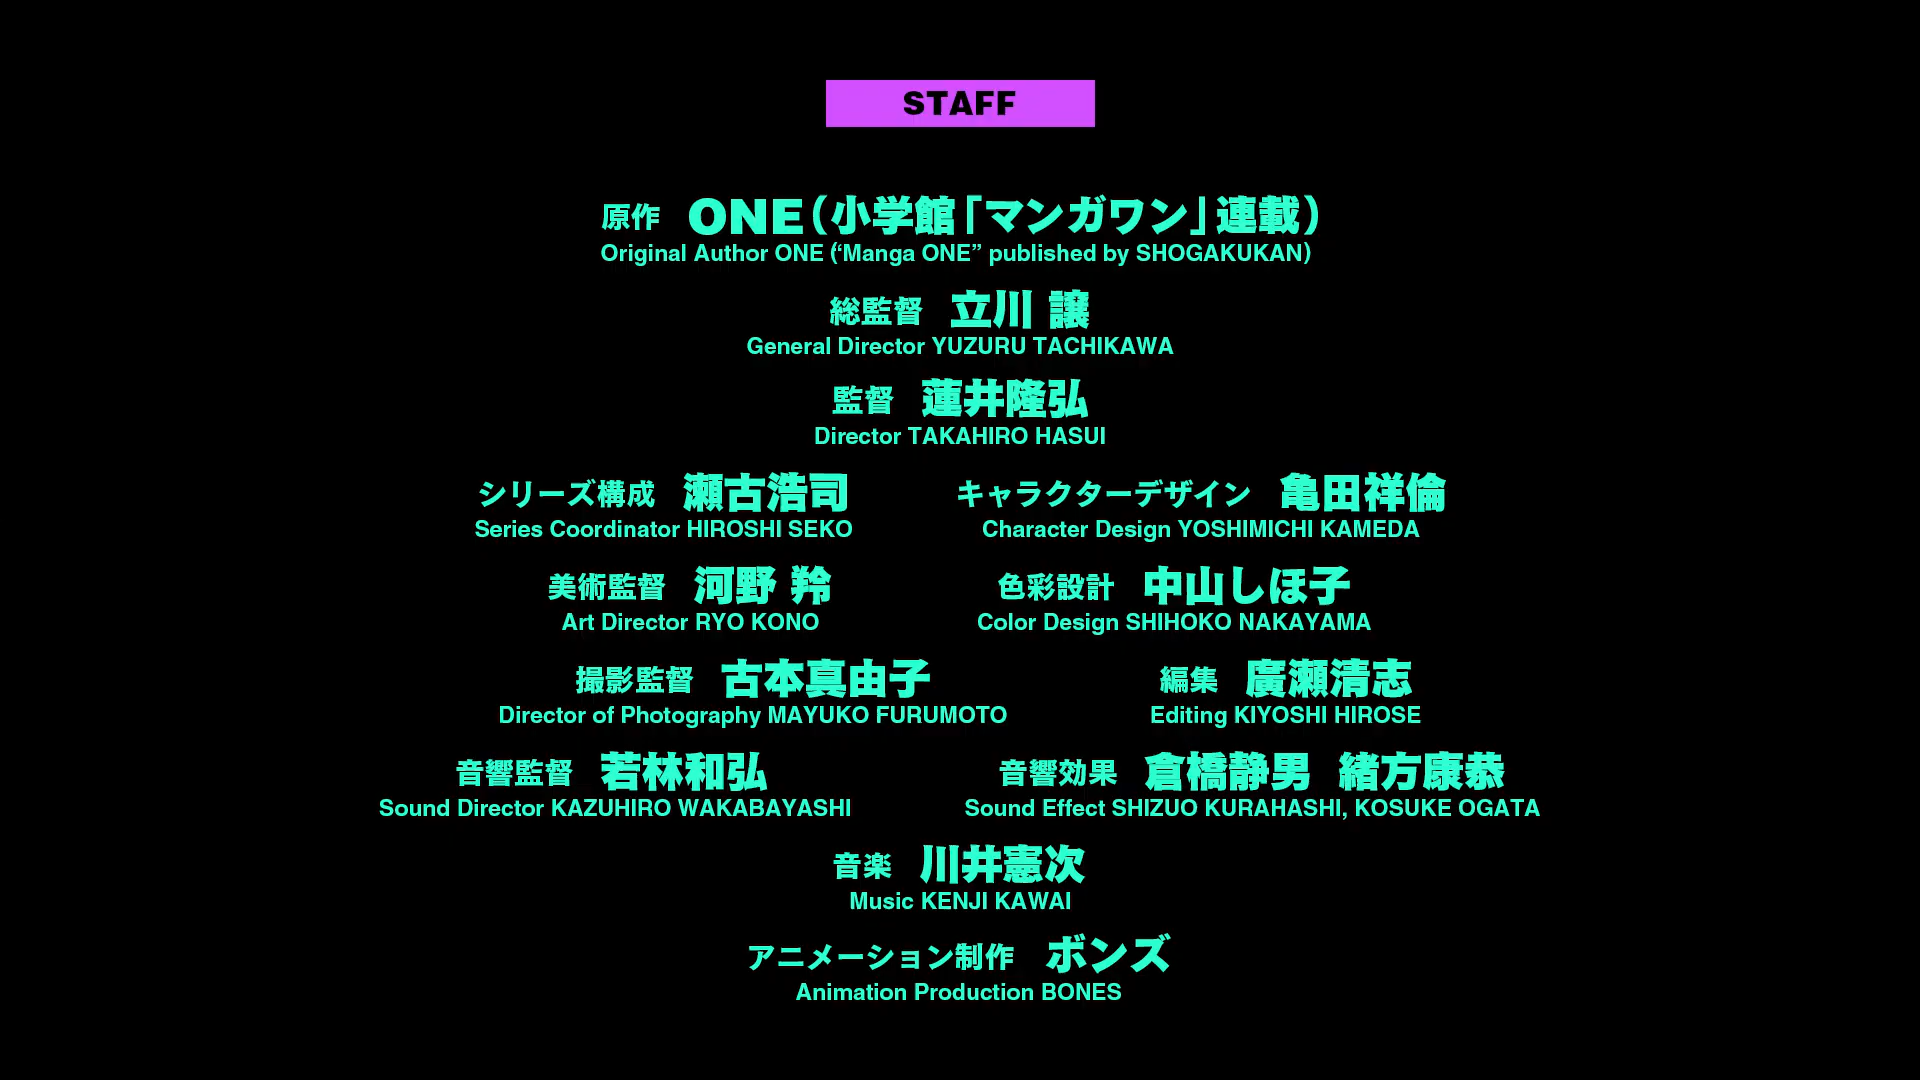 STAFF
原作 ONE(小学館「マンガワン」連載)
Original Author ONE (“Manga ONE” published by SHOGAKUKAN)
総監督 立川 譲
General Director YUZURU TACHIKAWA
監督 蓮井隆弘
Director TAKAHIRO HASUI
シリーズ構成 瀬古浩司
Series Coordinator HIROSHI SEKO
キャラクターデザイン 亀田祥倫
Character Design YOSHIMICHI KAMEDA
美術監督 河野 羚
Art Director RYO KONO
色彩設計 中山しほ子
Color Design SHIHOKO NAKAYAMA
撮影監督 古本真由子
Director of Photography MAYUKO FURUMOTO
編集 廣瀬清志
Editing KIYOSHI HIROSE
音響監督 若林和弘
Sound Director KAZUHIRO WAKABAYASHI
音響効果 倉橋静男 緒方康恭
Sound Effect SHIZUO KURAHASHI, KOSUKE OGATA
音楽 川井憲次
Music KENJI KAWAI
アニメーション制作 ボンズ
Animation Production BONES